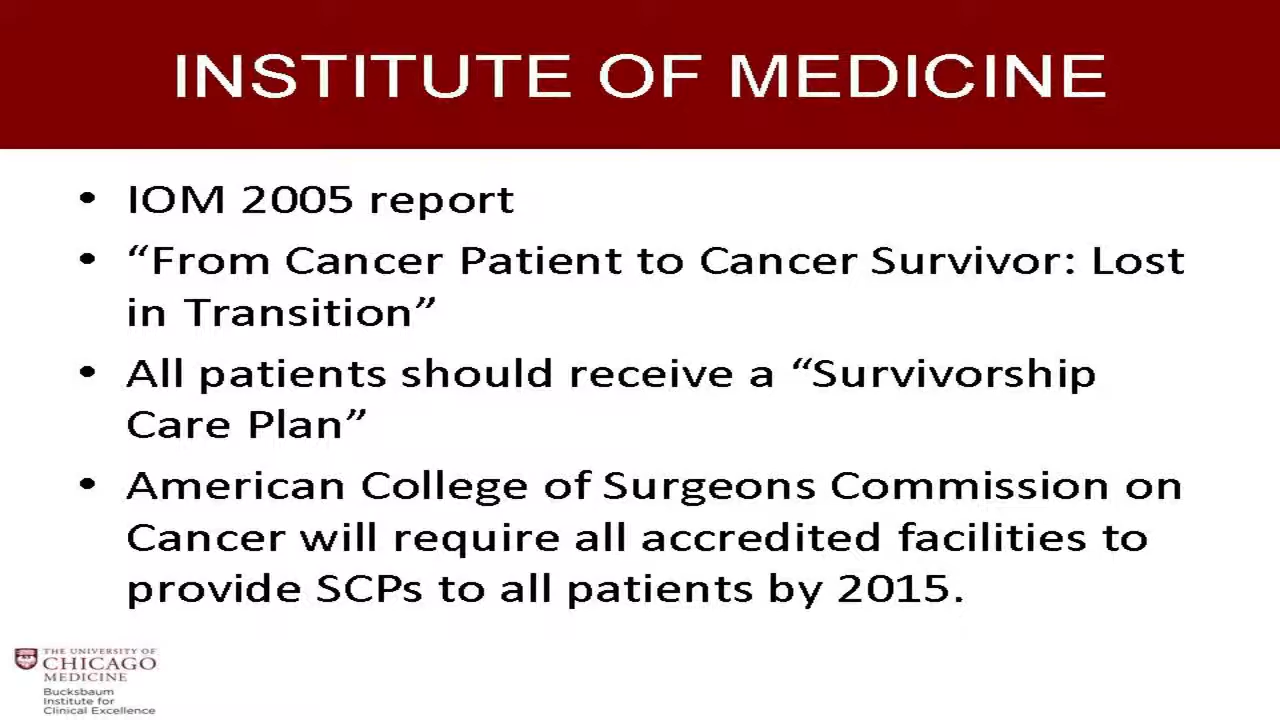 INSTITUTE OF MEDICINE
• IOM 2005 report
• “From Cancer Patient to Cancer Survivor: Lost
in Transition”
• All patients should receive a “Survivorship
Care Plan”
• American College of Surgeons Commission on
Cancer will require all accredited facilities to
provide SCPs to all patients by 2015.
THE UNIVERSITY OF
CHICAGO
MEDICINE
Bucksbaum
Institute for
Clinical Excellence